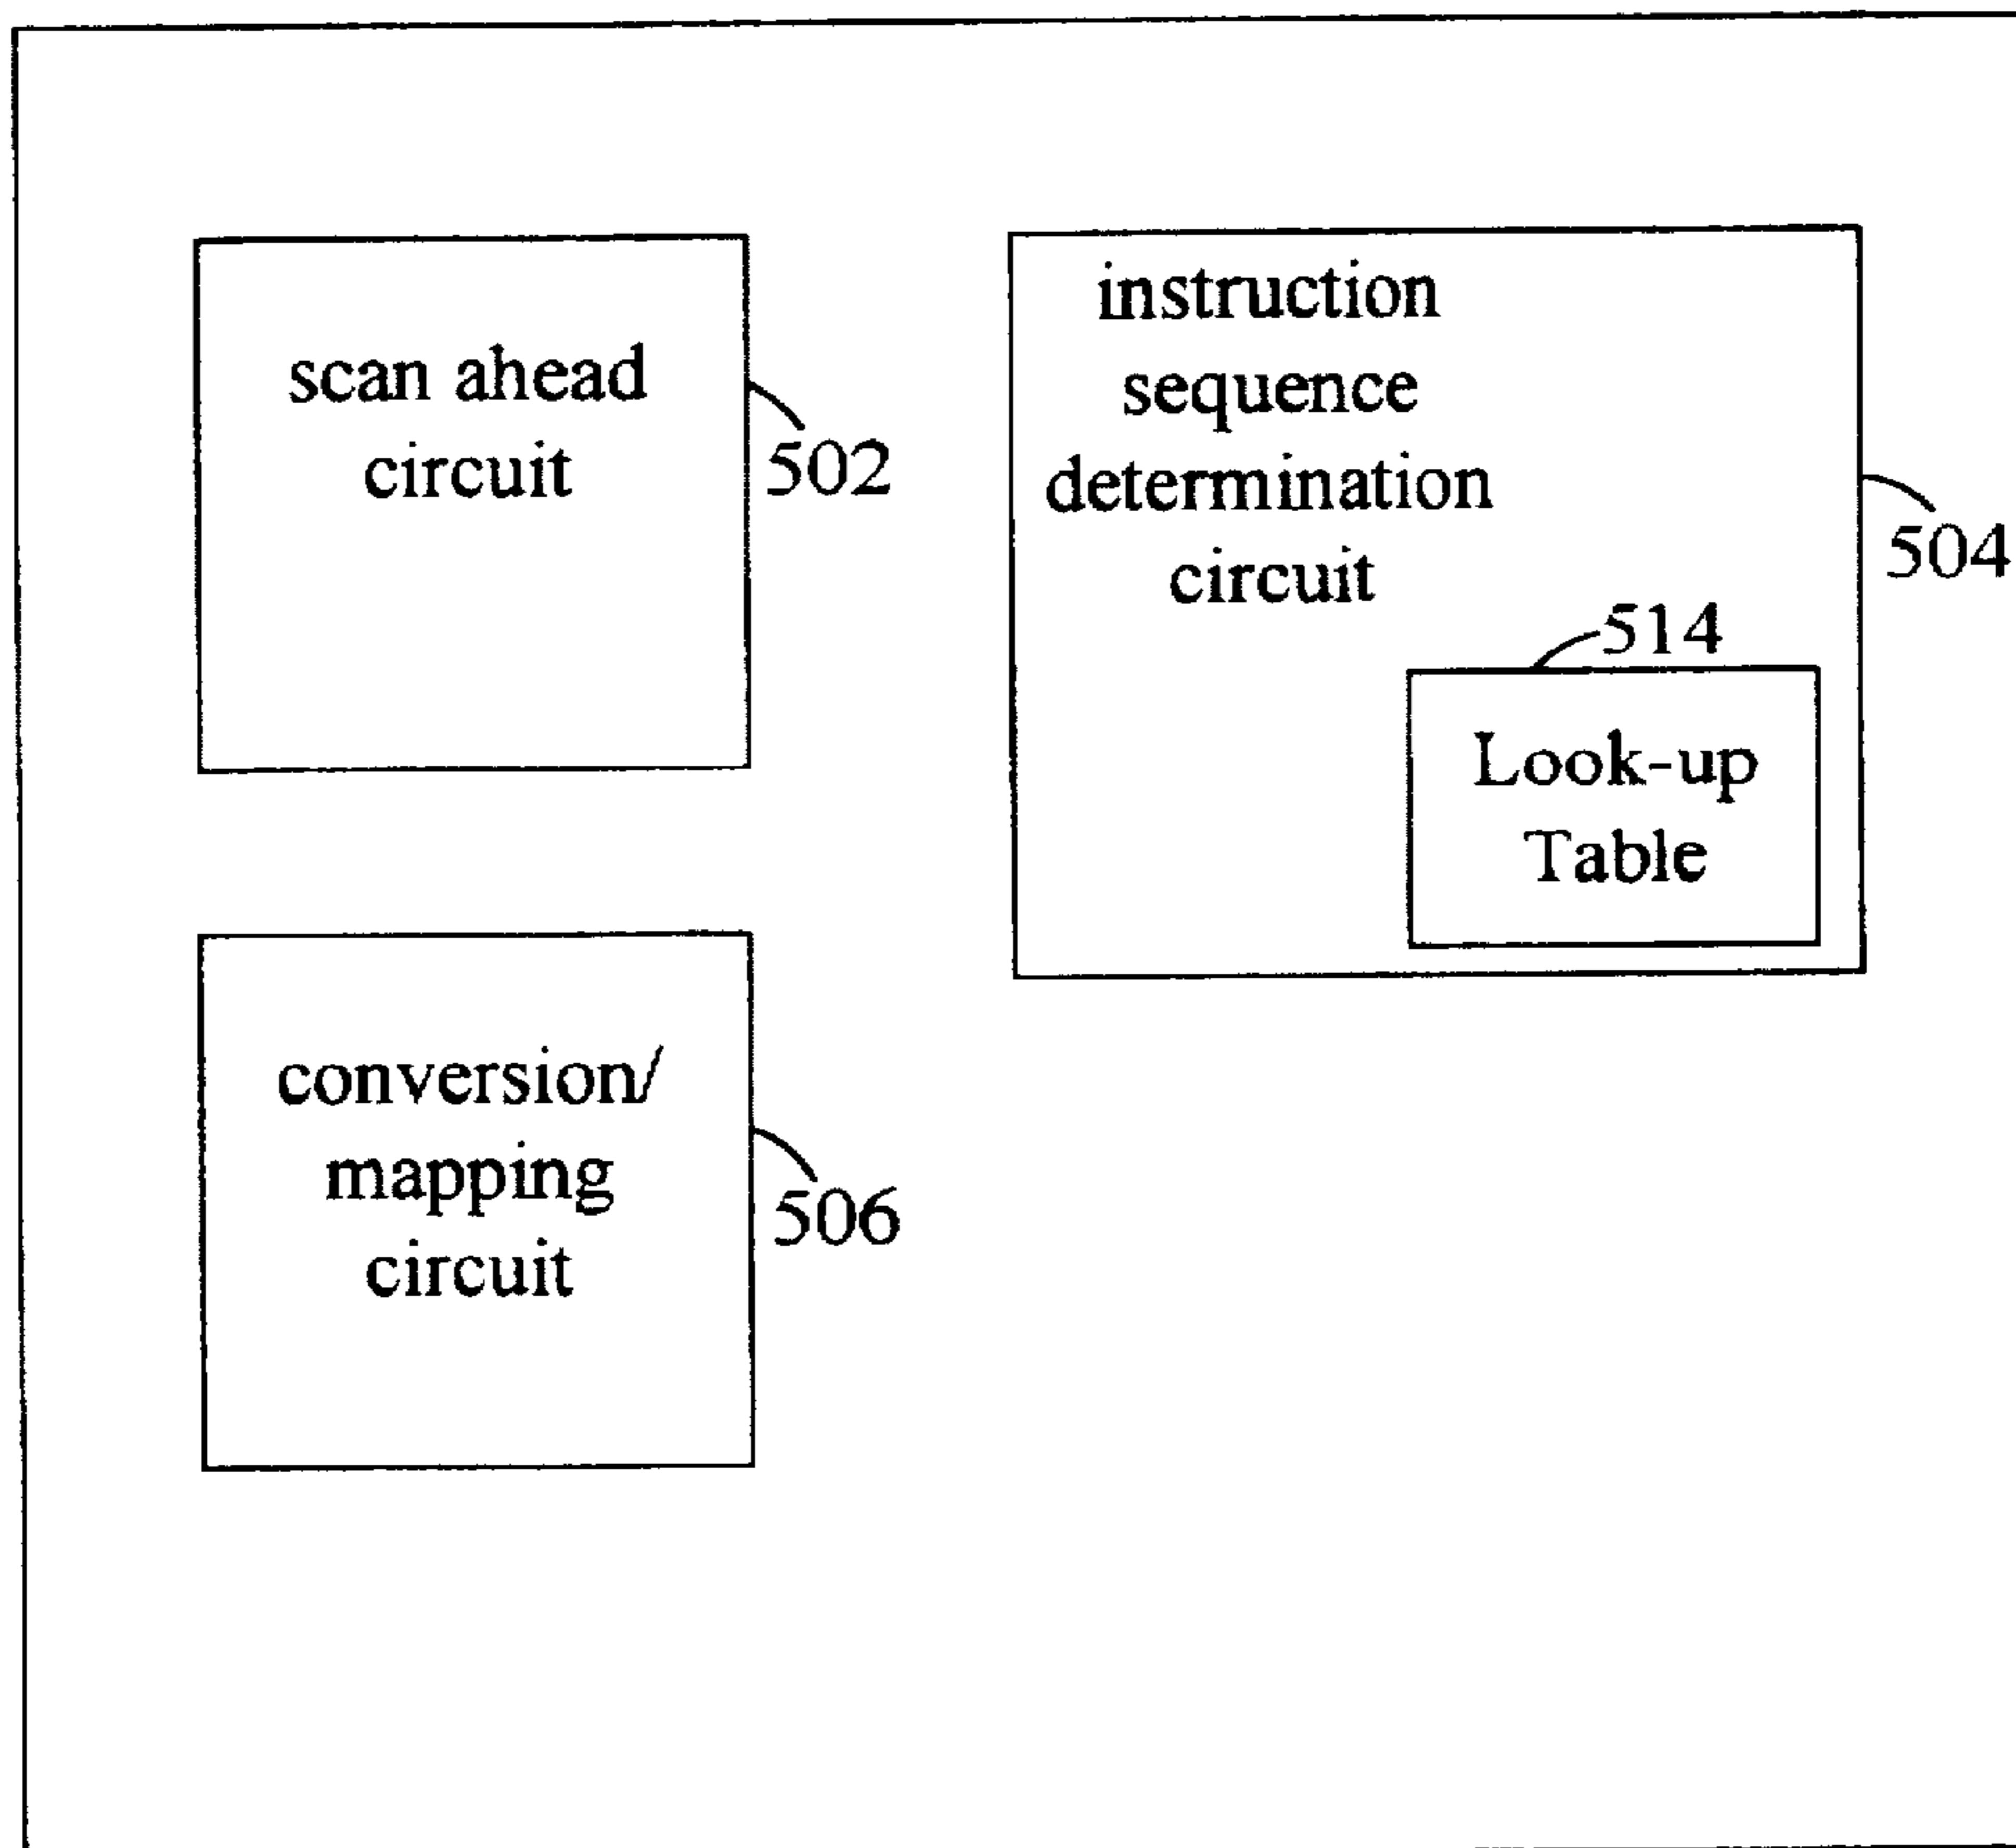 scan ahead
circuit
502
instruction
sequence
determination
circuit
504
514
Look-up
Table
conversion/
mapping
circuit
506